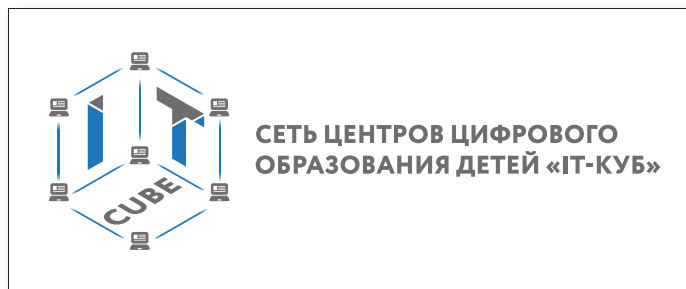 IT
CUBE
СЕТЬ ЦЕНТРОВ ЦИФРОВОГО
ОБРАЗОВАНИЯ ДЕТЕЙ «IT-КУБ»